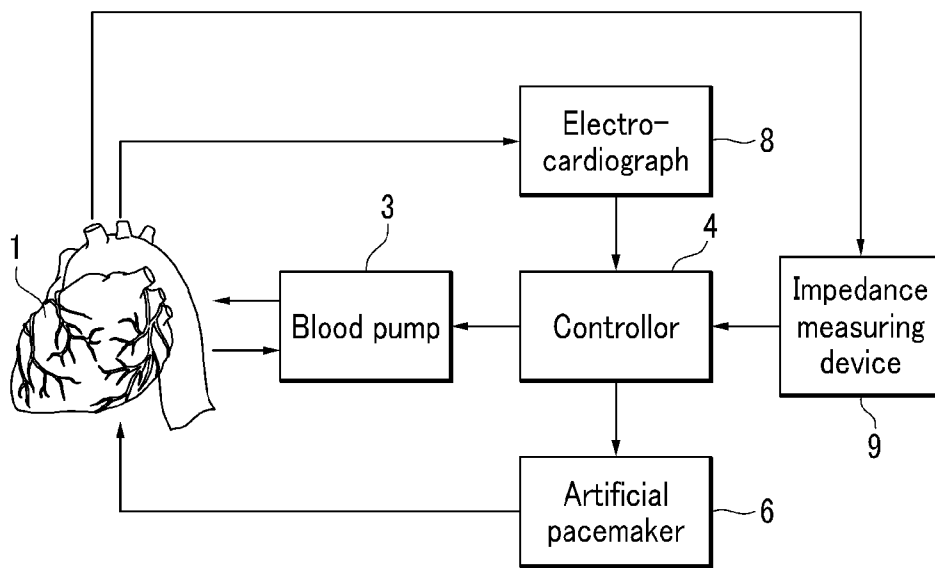 Electro-
cardiograph
8
3
4
1
Blood pump
Controllor
Impedance
measuring
device
9
Artificial
pacemaker
6